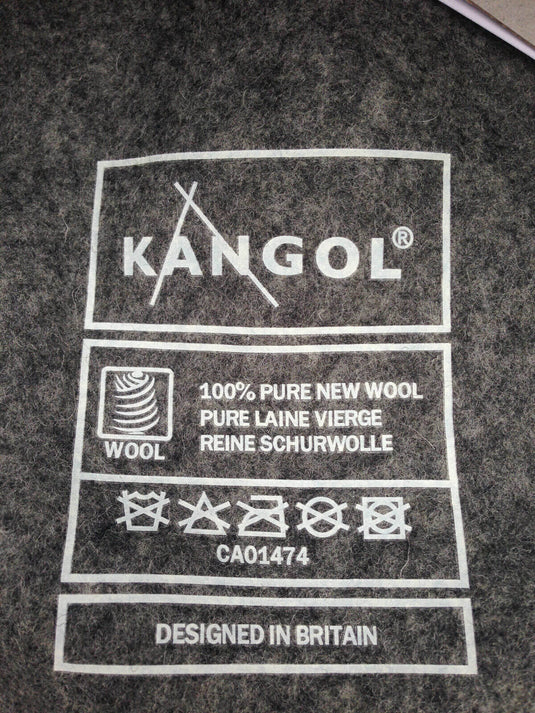 KANGOL®
100% PURE NEW WOOL
PURE LAINE VIERGE
REINE SCHURWOLLE
WOOL
CA01474
DESIGNED IN BRITAIN